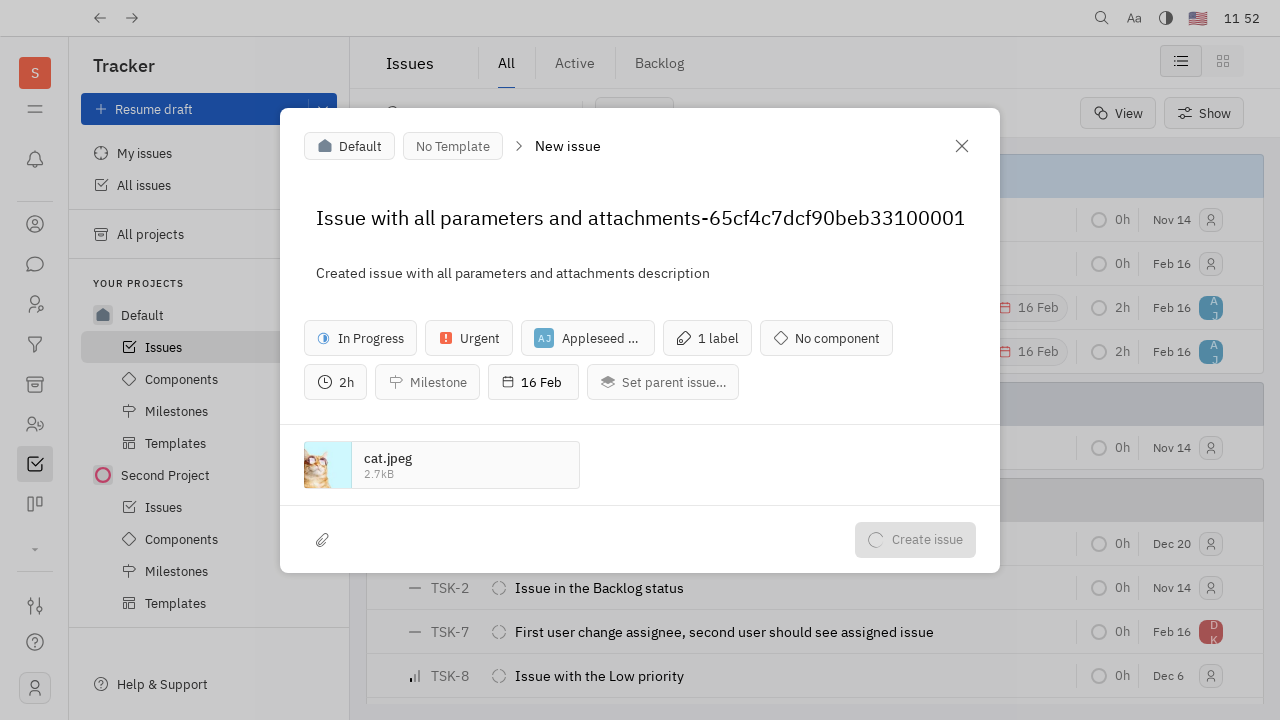 Aa
11 52
S
Tracker
Resume draft
My issues
All issues
All projects
YOUR PROJECTS
Default
Issues
Components
Milestones
Templates
Second Project
Issues
Components
Milestones
Templates
Help & Support
Issues
All
Active
Backlog
View
Show
0h
Nov 14
0h
Feb 16
16 Feb
2h
Feb 16
AJ
16 Feb
2h
Feb 16
AJ
0h
Nov 14
0h
Dec 20
TSK-2
Issue in the Backlog status
0h
Nov 14
TSK-7
First user change assignee, second user should see assigned issue
0h
Feb 16
DK
TSK-8
Issue with the Low priority
0h
Dec 6
Default
No Template
New issue
Issue with all parameters and attachments-65cf4c7dcf90beb33100001
Created issue with all parameters and attachments description
In Progress
Urgent
AJ
Appleseed ...
1 label
No component
2h
Milestone
16 Feb
Set parent issue...
cat.jpeg
2.7kB
Create issue